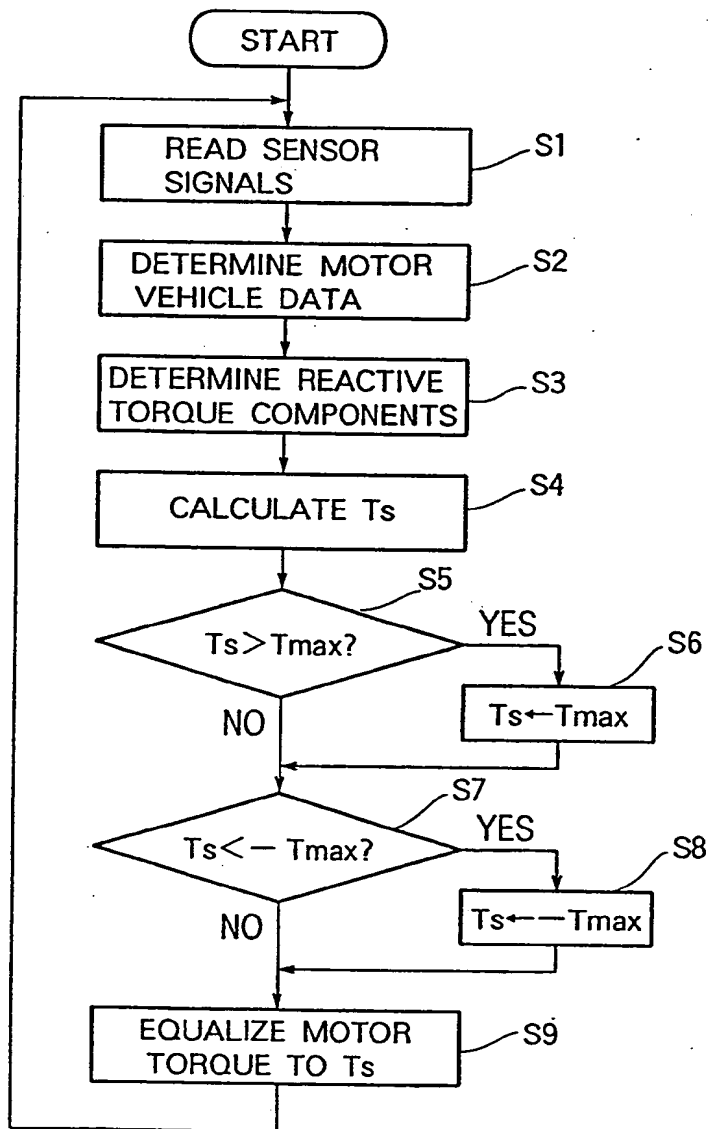 START
READ SENSOR
SIGNALS
S1
DETERMINE MOTOR
VEHICLE DATA
S2
DETERMINE REACTIVE
TORQUE COMPONENTS
S3
CALCULATE Ts
S4
S5
Ts>Tmax?
YES
S6
Ts←Tmax
NO
S7
Ts<-Tmax?
YES
S8
Ts←-Tmax
NO
EQUALIZE MOTOR
TORQUE TO Ts
S9